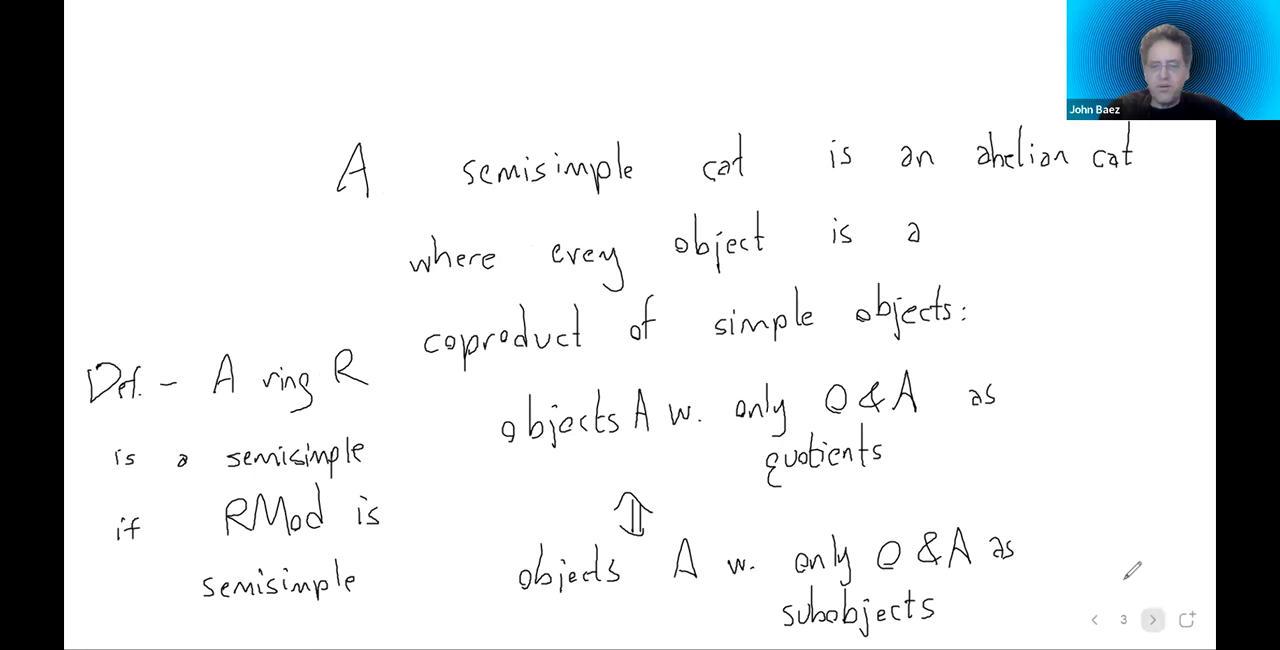 John Baez
A semisimple cat is an abelian cat
where every object is a
coproduct of simple objects:
objects A w. only 0 & A as
quotients
⇕
objects A w. only 0 & A as
subobjects
Def. - A ring R
is a semisimple
if RMod is
semisimple
3